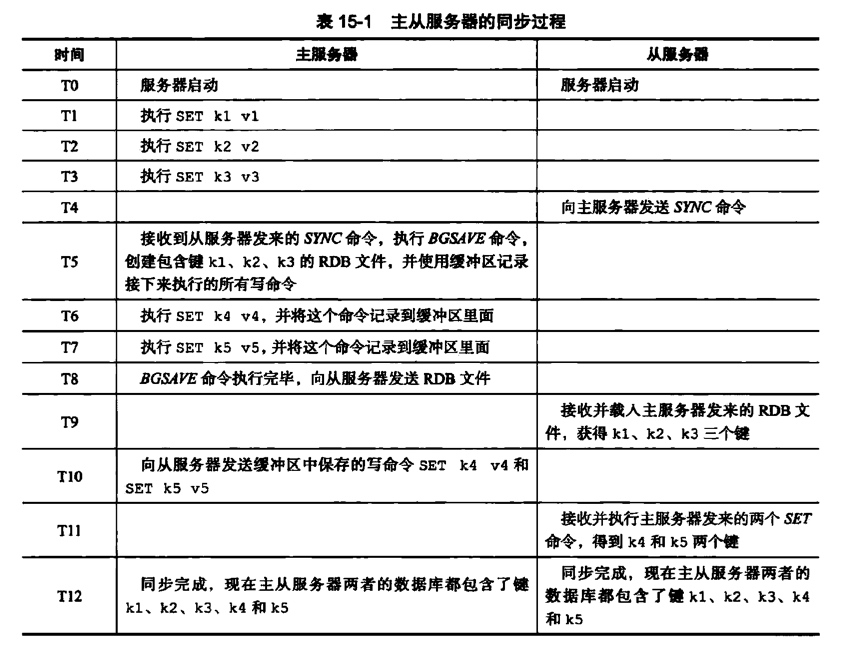 表 15-1 主从服务器的同步过程
时间 主服务器 从服务器
T0 服务器启动 服务器启动
T1 执行 SET k1 v1
T2 执行 SET k2 v2
T3 执行 SET k3 v3
T4 向主服务器发送 SYNC 命令
接收到从服务器发来的 SYNC 命令，执行 BGSAVE 命令，
T5 创建包含键 k1、k2、k3 的 RDB 文件，并使用缓冲区记录
接下来执行的所有写命令
T6 执行 SET k4 v4，并将这个命令记录到缓冲区里面
T7 执行 SET k5 v5，并将这个命令记录到缓冲区里面
T8 BGSAVE 命令执行完毕，向从服务器发送 RDB 文件
T9 接收并载入主服务器发来的 RDB 文
件，获得 k1、k2、k3 三个键
T10 向从服务器发送缓冲区中保存的写命令 SET k4 v4 和
SET k5 v5
T11 接收并执行主服务器发来的两个 SET
命令，得到 k4 和 k5 两个键
T12 同步完成，现在主从服务器两者的数据库都包含了键
k1、k2、k3、k4 和 k5
同步完成，现在主从服务器两者的
数据库都包含了键 k1、k2、k3、k4
和 k5